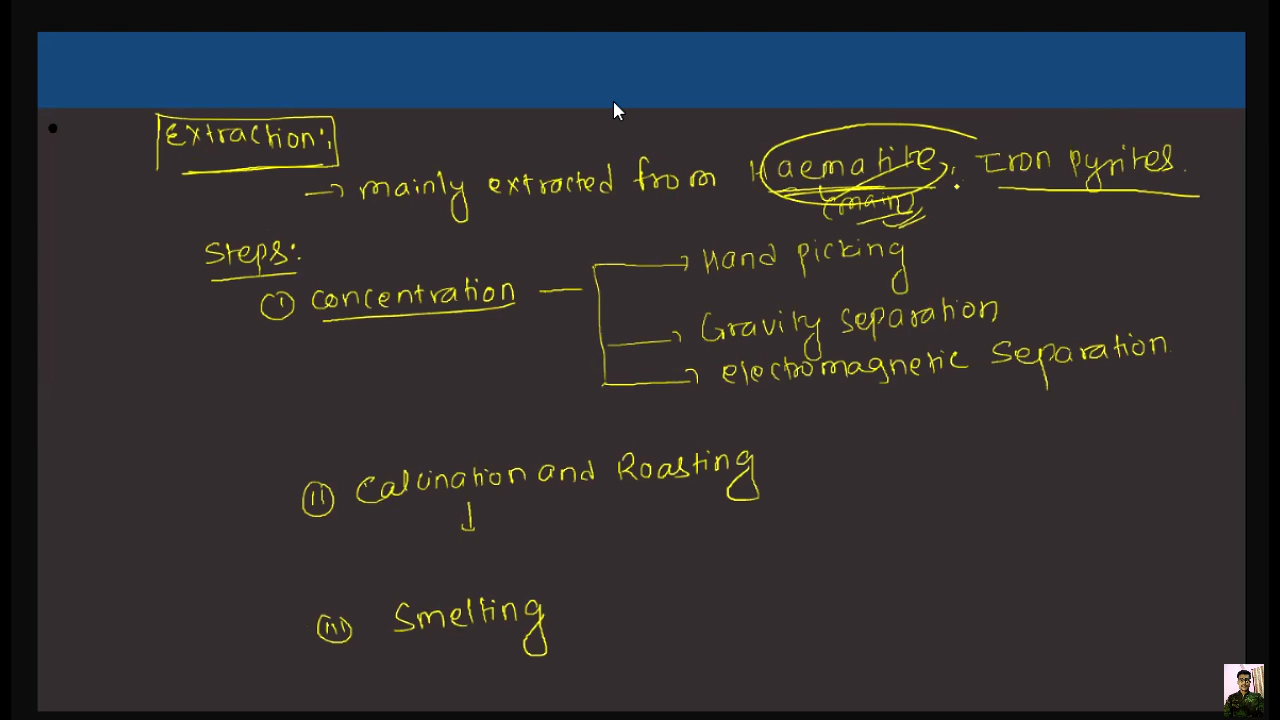 Extraction:
→ mainly extracted from Haematite, Iron pyrites.
(main)
Steps:
(i) concentration — → Hand picking
→ Gravity separation
→ electromagnetic separation
(ii) Calcination and Roasting
↓
(iii) Smelting